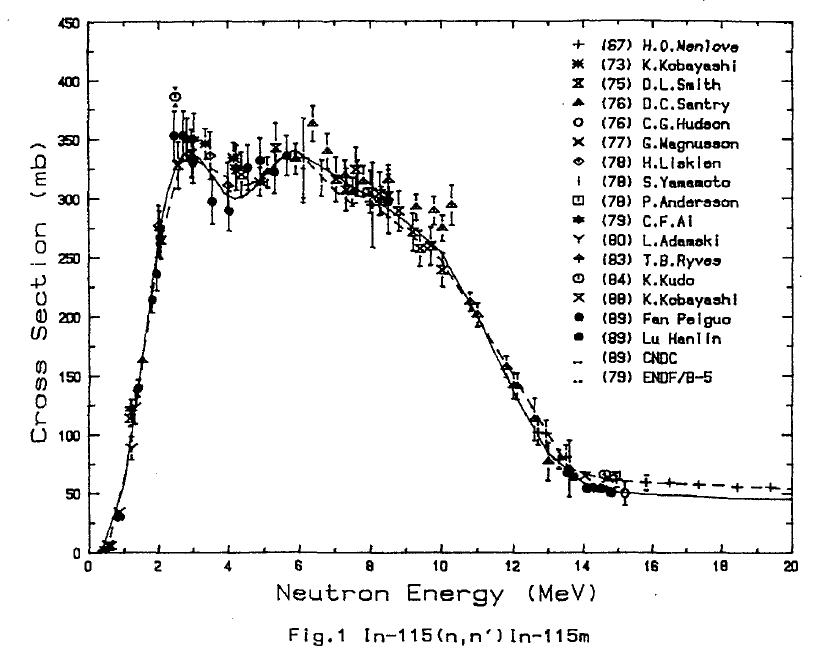 450
400
350
300
250
200
150
100
50
0
Cross Section (mb)
(67) H.O.Menlove
(73) K.Kobayashi
(75) D.L.Smith
(76) D.C.Santry
(76) C.G.Hudson
(77) G.Magnusson
(78) H.Liskien
(78) S.Yamamoto
(78) P.Andersson
(79) C.F.Ai
(80) L.Adamski
(83) T.B.Ryves
(84) K.Kudo
(88) K.Kobayashi
(89) Fan Peiguo
(89) Lu Hanlin
(89) CNDC
(79) ENDF/B-5
0 2 4 6 8 10 12 14 16 18 20
Neutron Energy (MeV)
Fig.1 In-115(n,n')In-115m